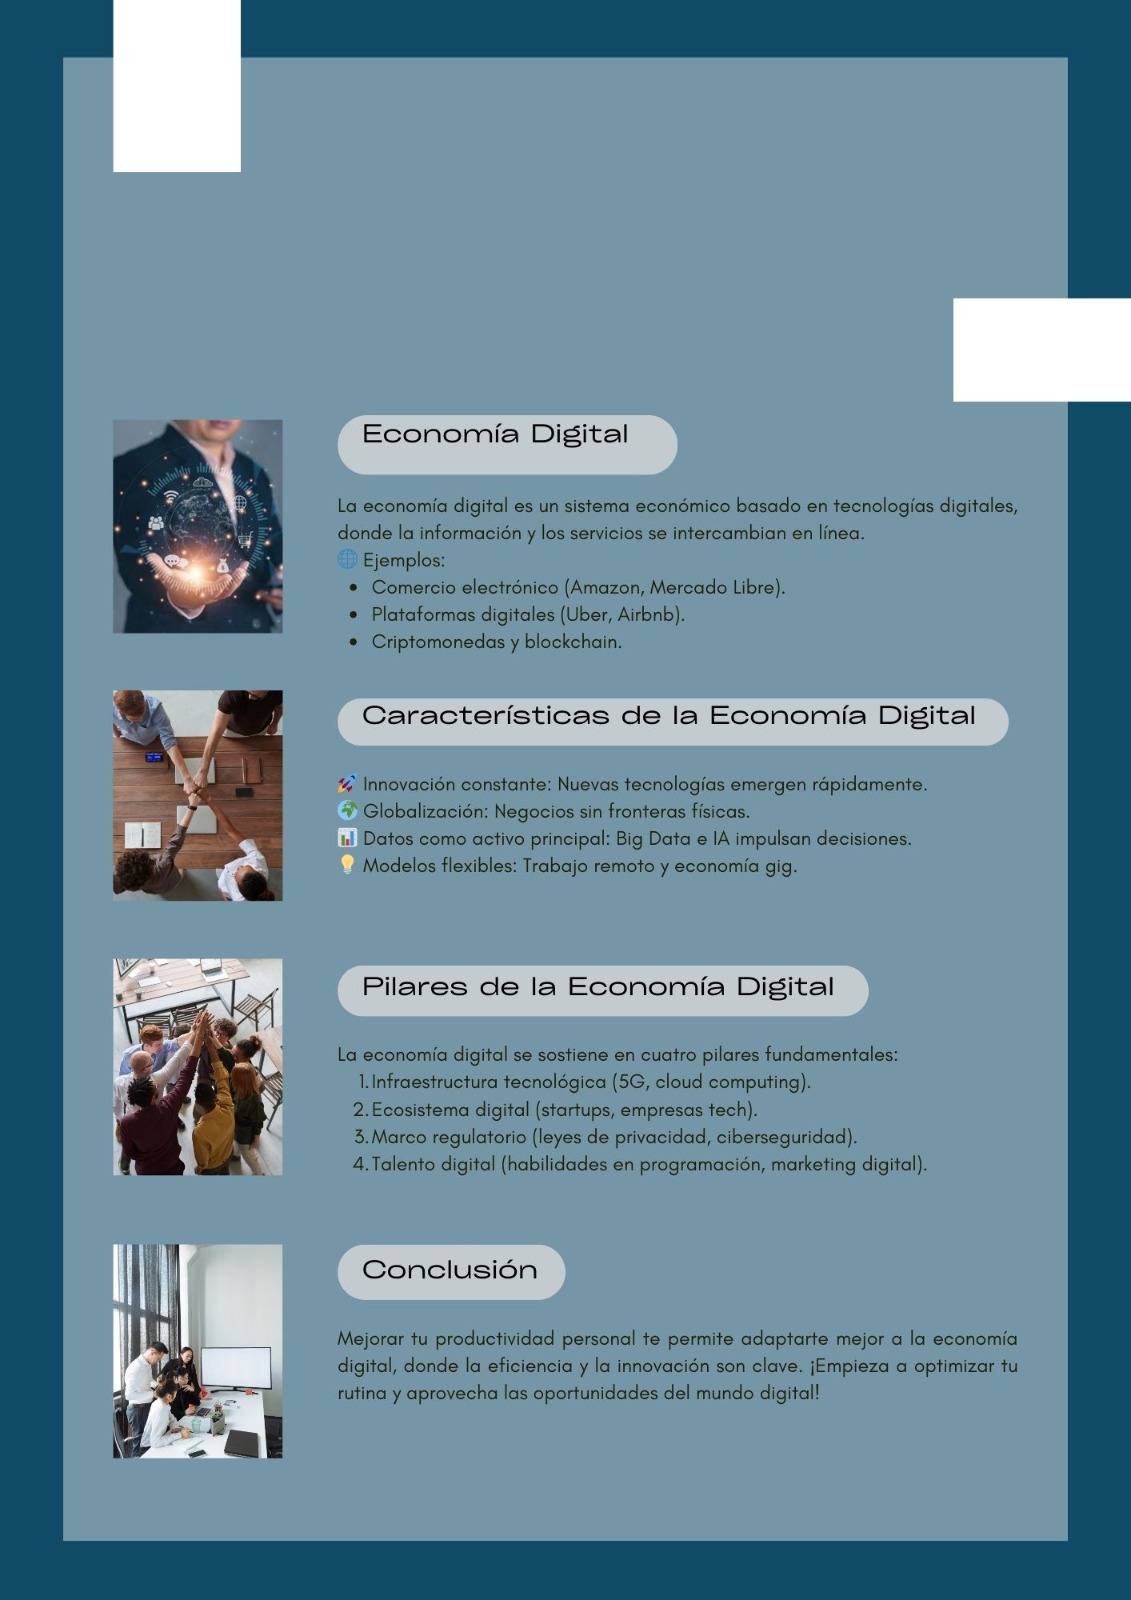 Economía Digital
La economía digital es un sistema económico basado en tecnologías digitales,
donde la información y los servicios se intercambian en línea.
🌐 Ejemplos:
• Comercio electrónico (Amazon, Mercado Libre).
• Plataformas digitales (Uber, Airbnb).
• Criptomonedas y blockchain.
Características de la Economía Digital
🚀 Innovación constante: Nuevas tecnologías emergen rápidamente.
🌍 Globalización: Negocios sin fronteras físicas.
📊 Datos como activo principal: Big Data e IA impulsan decisiones.
💡 Modelos flexibles: Trabajo remoto y economía gig.
Pilares de la Economía Digital
La economía digital se sostiene en cuatro pilares fundamentales:
1. Infraestructura tecnológica (5G, cloud computing).
2. Ecosistema digital (startups, empresas tech).
3. Marco regulatorio (leyes de privacidad, ciberseguridad).
4. Talento digital (habilidades en programación, marketing digital).
Conclusión
Mejorar tu productividad personal te permite adaptarte mejor a la economía
digital, donde la eficiencia y la innovación son clave. ¡Empieza a optimizar tu
rutina y aprovecha las oportunidades del mundo digital!